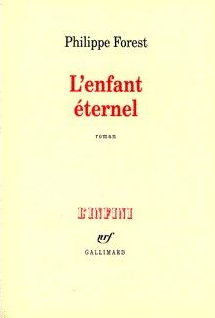 Philippe Forest
L'enfant
éternel
roman
L'INFINI
nrf
GALLIMARD